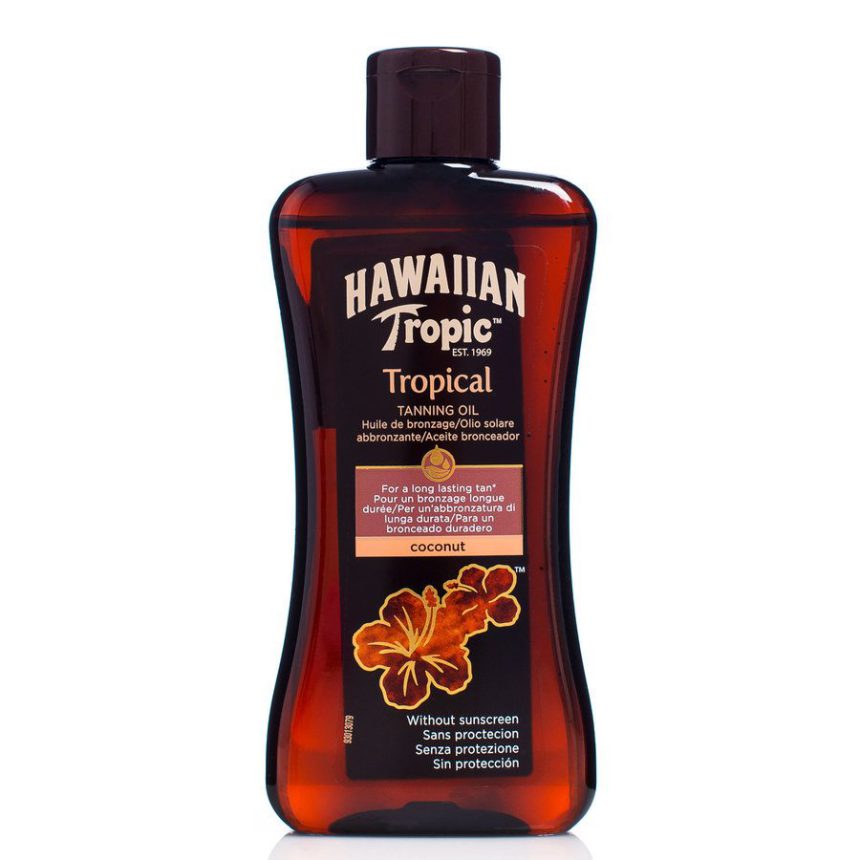 HAWAIIAN
Tropic™
EST. 1969
Tropical
TANNING OIL
Huile de bronzage/Olio solare
abbronzante/Aceite bronceador
For a long lasting tan*
Pour un bronzage longue
durée/Per un'abbronzatura di
lunga durata/Para un
bronceado duradero
coconut
TM
Without sunscreen
Sans proctecion
Senza protezione
Sin protección
93013079